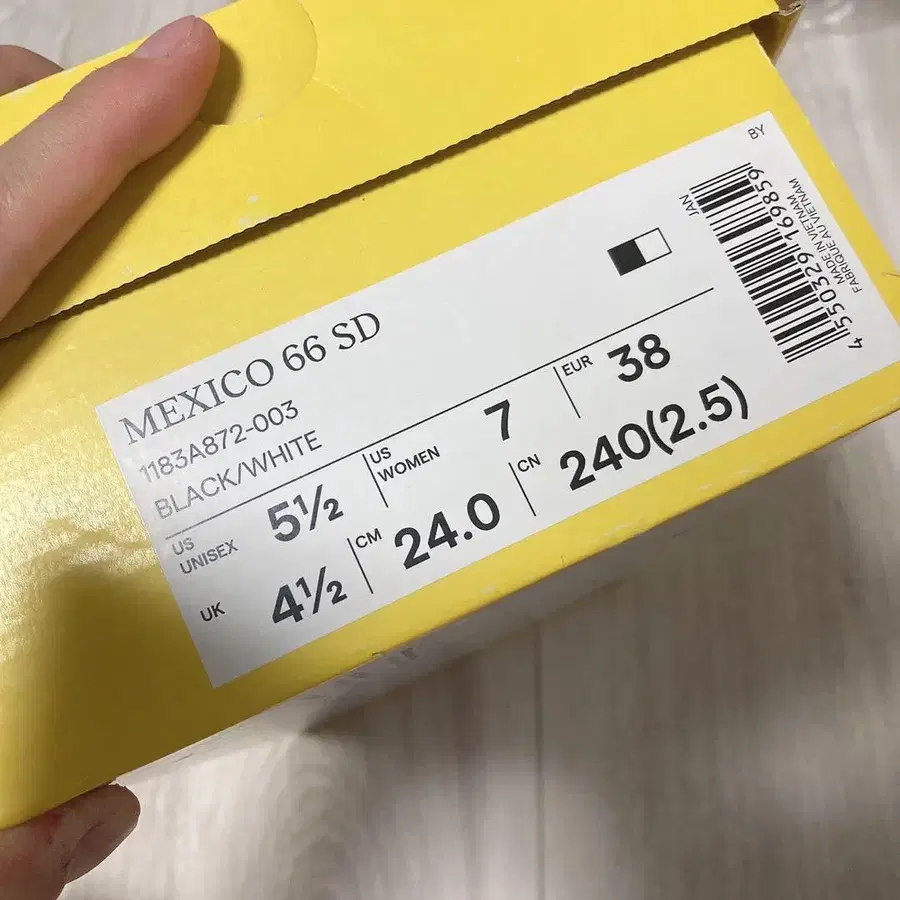 MEXICO 66 SD
1183A872-003
BLACK/WHITE
US UNISEX 5½
US WOMEN 7
EUR 38
UK 4½
CM 24.0
CN 240(2.5)
BY
JAN
4 550329 169859
MADE IN VIETNAM
FABRIQUE AU VIETNAM